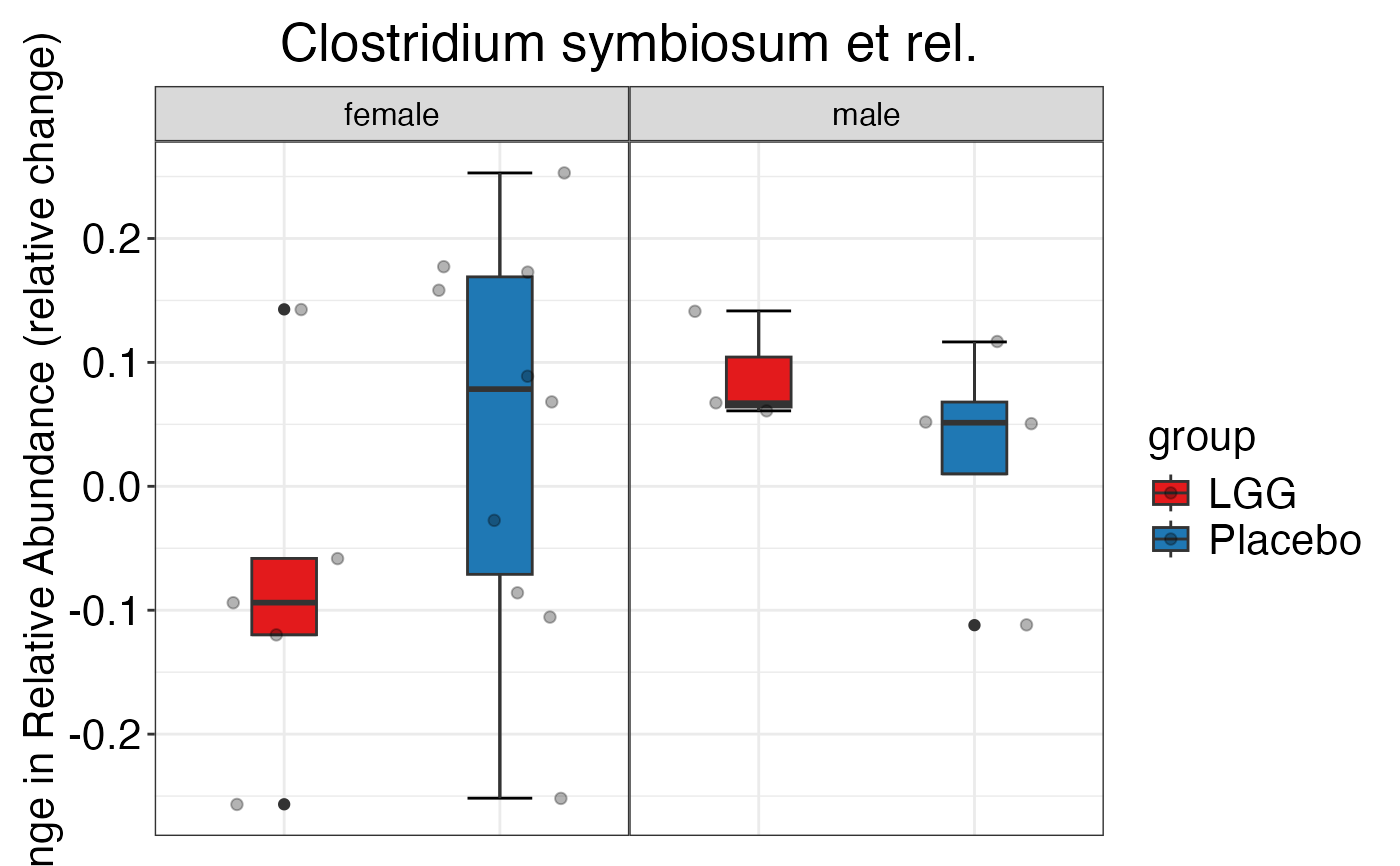 Clostridium symbiosum et rel.
female
male
nge in Relative Abundance (relative change)
0.2
0.1
0.0
-0.1
-0.2
group
LGG
Placebo